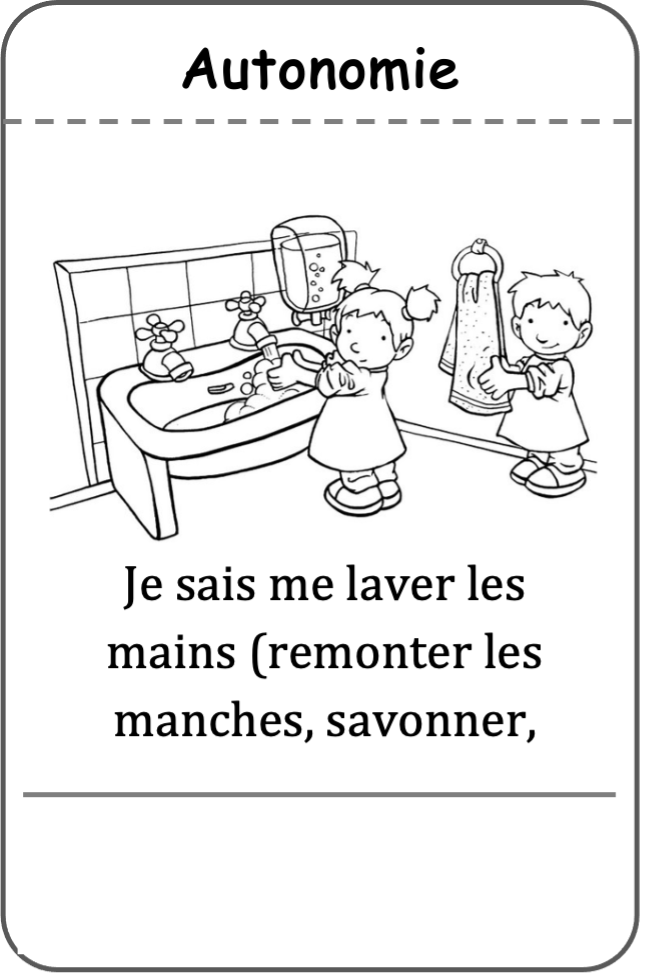 Autonomie
Je sais me laver les
mains (remonter les
manches, savonner,